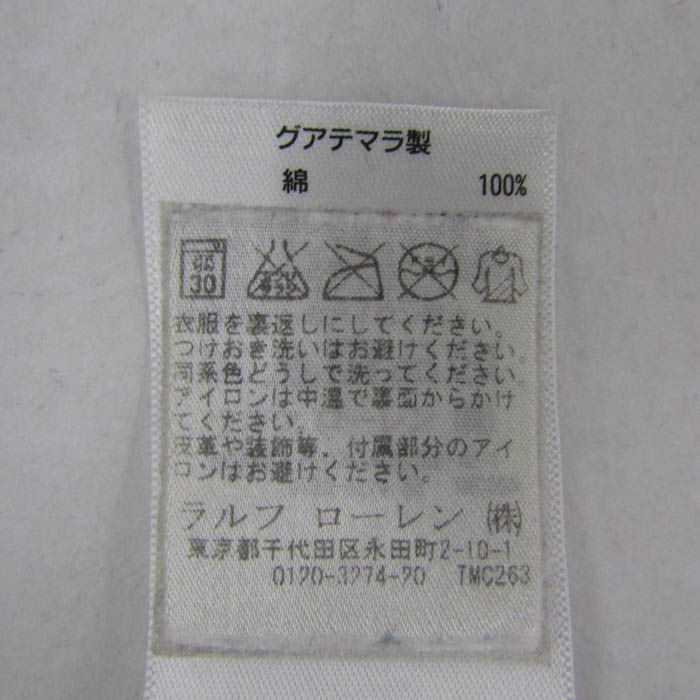 グアテマラ製
綿 100%
30
衣服を裏返しにしてください。
つけおき洗いはお避けください。
同系色どうしで洗ってください。
アイロンは中温で裏面からかけ
てください。
皮革や装飾等、付属部分のアイ
ロンはお避けください。
ラルフ ローレン ㈱
東京都千代田区永田町2-10-1
0120-3274-20 TMC263